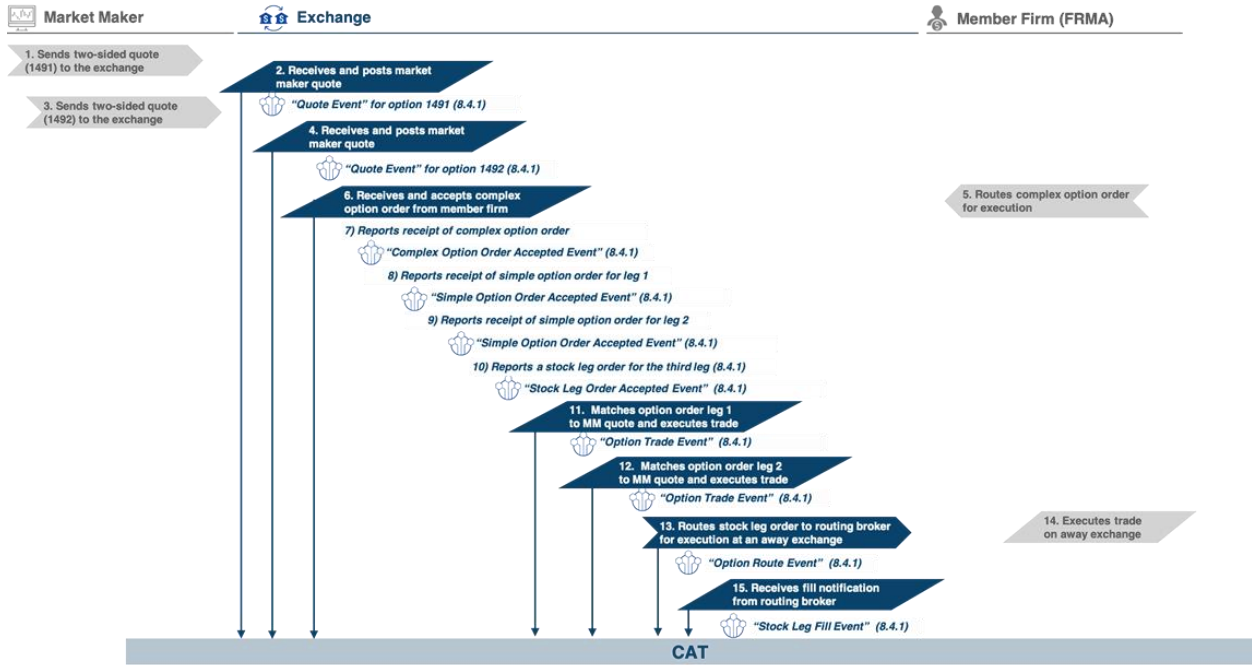 Market Maker
Exchange
Member Firm (FRMA)
1. Sends two-sided quote
(1491) to the exchange
2. Receives and posts market
maker quote
"Quote Event" for option 1491 (8.4.1)
3. Sends two-sided quote
(1492) to the exchange
4. Receives and posts market
maker quote
"Quote Event" for option 1492 (8.4.1)
5. Routes complex option order
for execution
6. Receives and accepts complex
option order from member firm
7) Reports receipt of complex option order
"Complex Option Order Accepted Event" (8.4.1)
8) Reports receipt of simple option order for leg 1
"Simple Option Order Accepted Event" (8.4.1)
9) Reports receipt of simple option order for leg 2
"Simple Option Order Accepted Event" (8.4.1)
10) Reports a stock leg order for the third leg (8.4.1)
"Stock Leg Order Accepted Event" (8.4.1)
11. Matches option order leg 1
to MM quote and executes trade
"Option Trade Event" (8.4.1)
12. Matches option order leg 2
to MM quote and executes trade
"Option Trade Event" (8.4.1)
13. Routes stock leg order to routing broker
for execution at an away exchange
"Option Route Event" (8.4.1)
14. Executes trade
on away exchange
15. Receives fill notification
from routing broker
"Stock Leg Fill Event" (8.4.1)
CAT